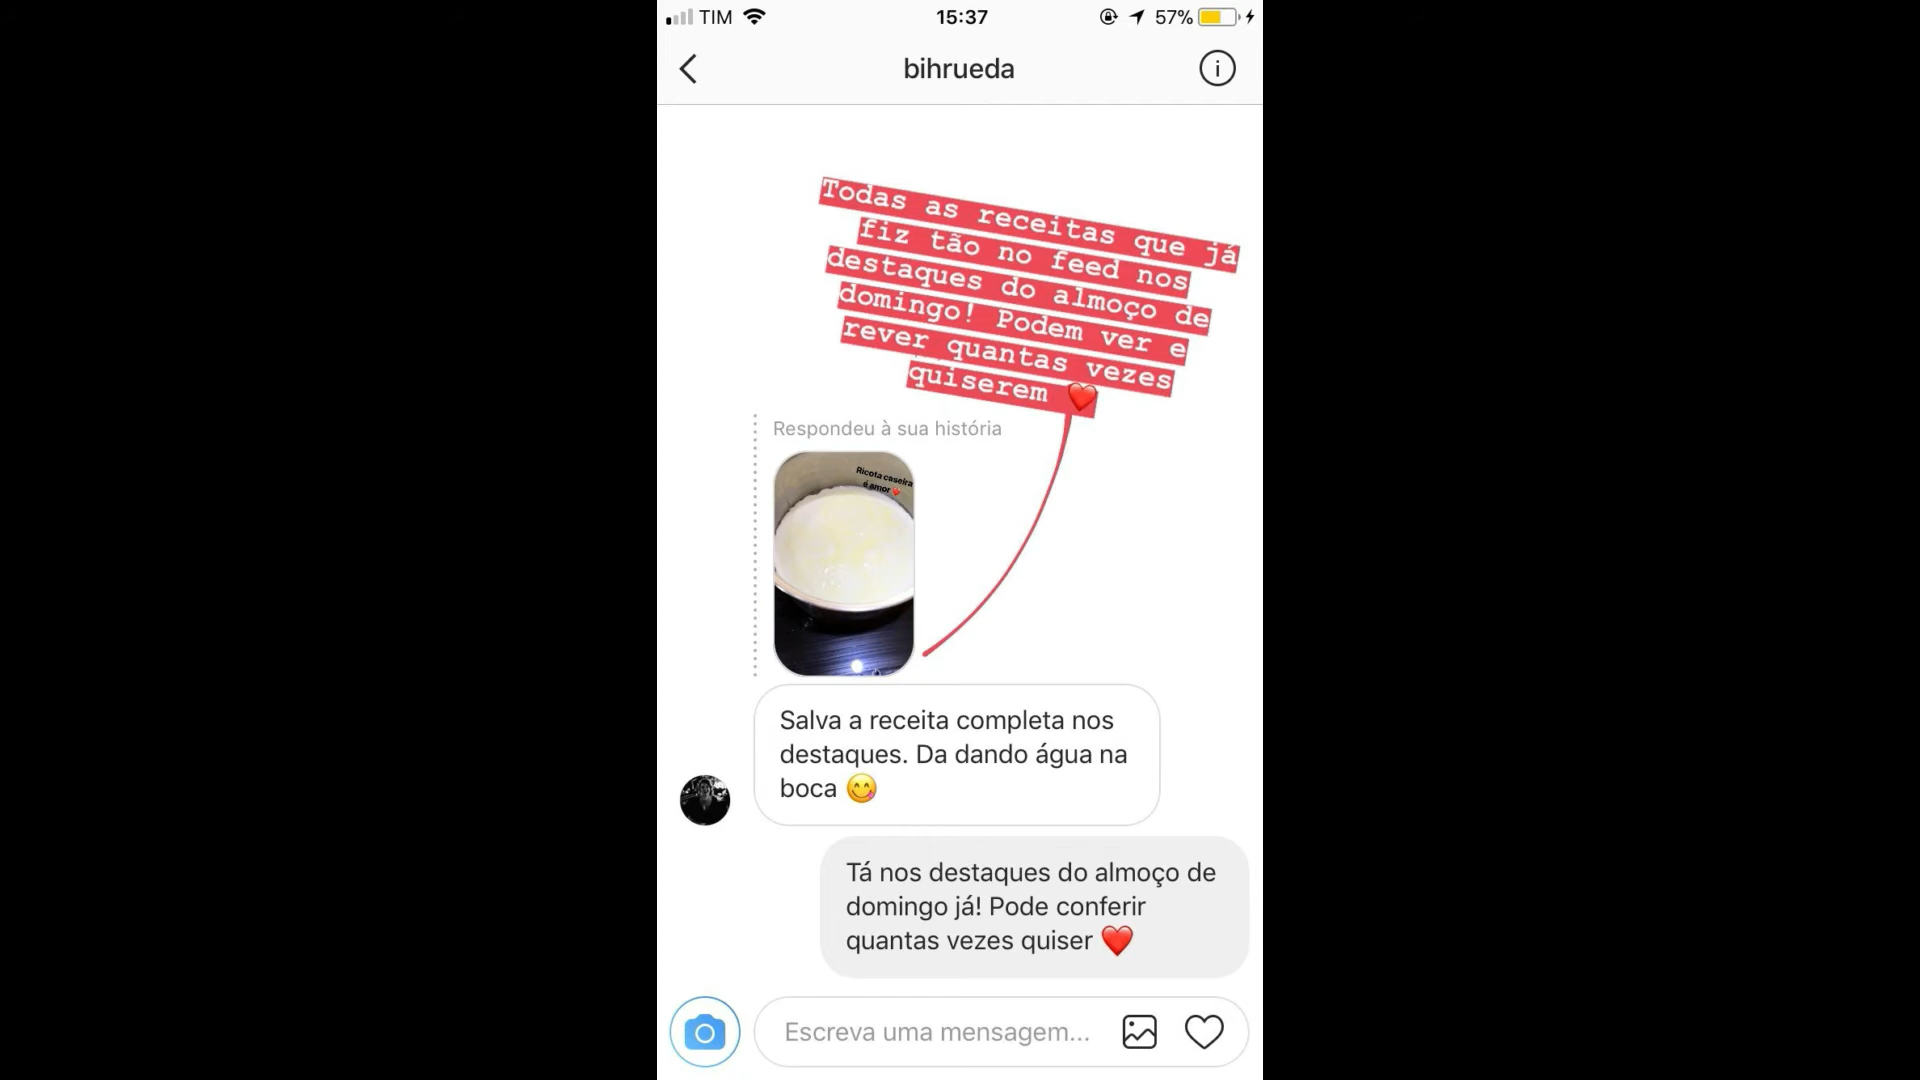 TIM 15:37 57%
bihrueda
Todas as receitas que já
fiz tão no feed nos
destaques do almoço de
domingo! Podem ver e
rever quantas vezes
quiserem ❤️
Respondeu à sua história
Ricota caseira
é amor ❤️
Salva a receita completa nos
destaques. Da dando água na
boca 😋
Tá nos destaques do almoço de
domingo já! Pode conferir
quantas vezes quiser ❤️
Escreva uma mensagem...